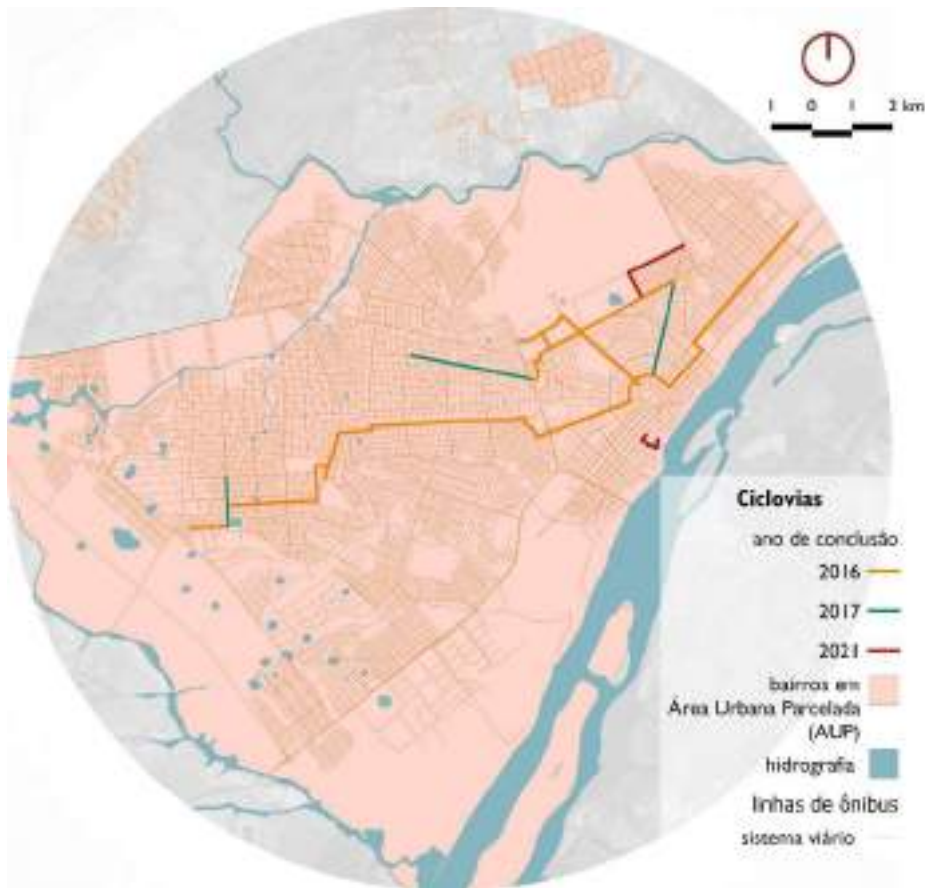 1 0 1 2 km
Ciclovias
ano de conclusão
2016
2017
2021
bairros em
Área Urbana Parcelada
(AUP)
hidrografia
linhas de ônibus
sistema viário